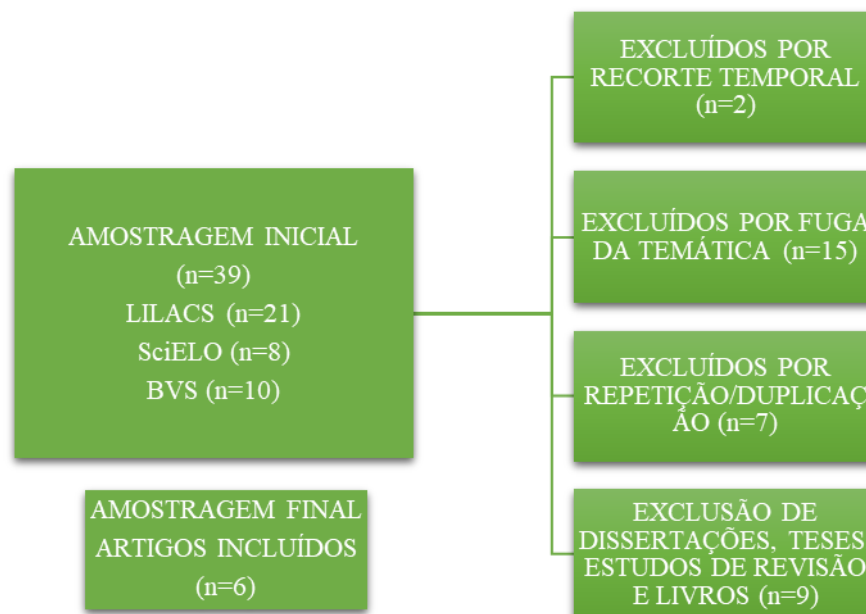 AMOSTRAGEM INICIAL
(n=39)
LILACS (n=21)
SciELO (n=8)
BVS (n=10)
AMOSTRAGEM FINAL
ARTIGOS INCLUÍDOS
(n=6)
EXCLUÍDOS POR
RECORTE TEMPORAL
(n=2)
EXCLUÍDOS POR FUGA
DA TEMÁTICA (n=15)
EXCLUÍDOS POR
REPETIÇÃO/DUPLICAÇ
ÃO (n=7)
EXCLUSÃO DE
DISSERTAÇÕES, TESES
ESTUDOS DE REVISÃO
E LIVROS (n=9)